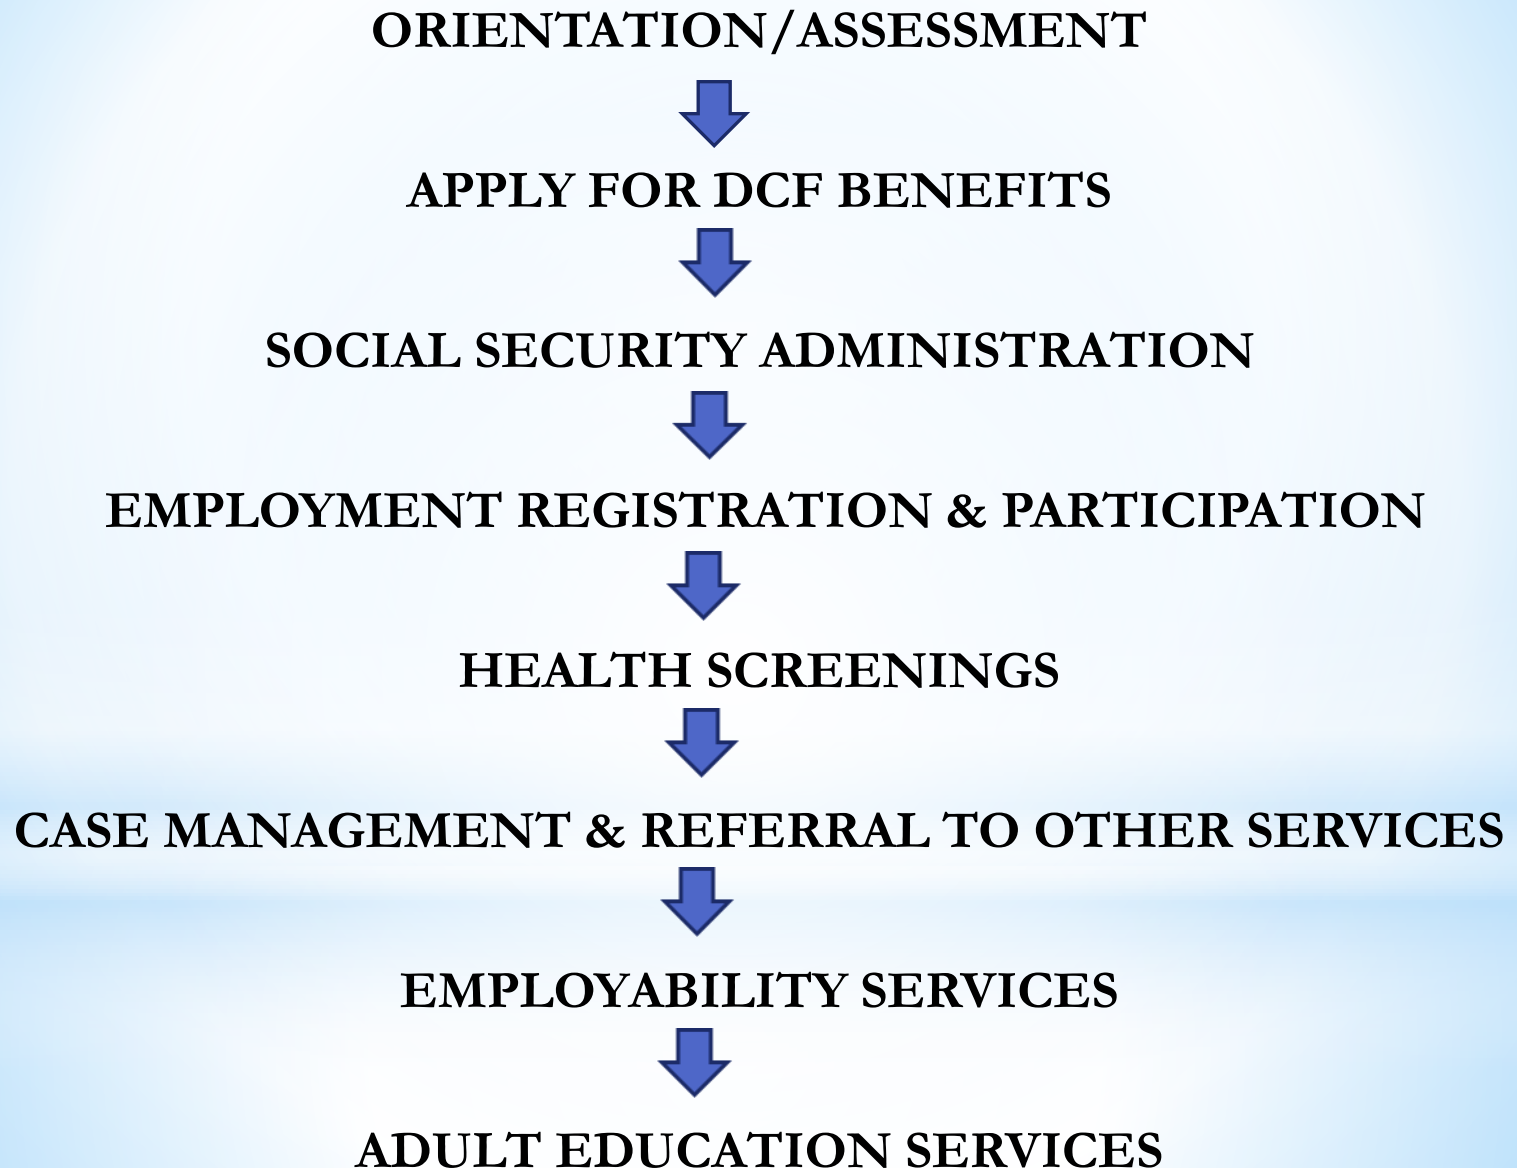 ORIENTATION/ASSESSMENT
APPLY FOR DCF BENEFITS
SOCIAL SECURITY ADMINISTRATION
EMPLOYMENT REGISTRATION & PARTICIPATION
HEALTH SCREENINGS
CASE MANAGEMENT & REFERRAL TO OTHER SERVICES
EMPLOYABILITY SERVICES
ADULT EDUCATION SERVICES